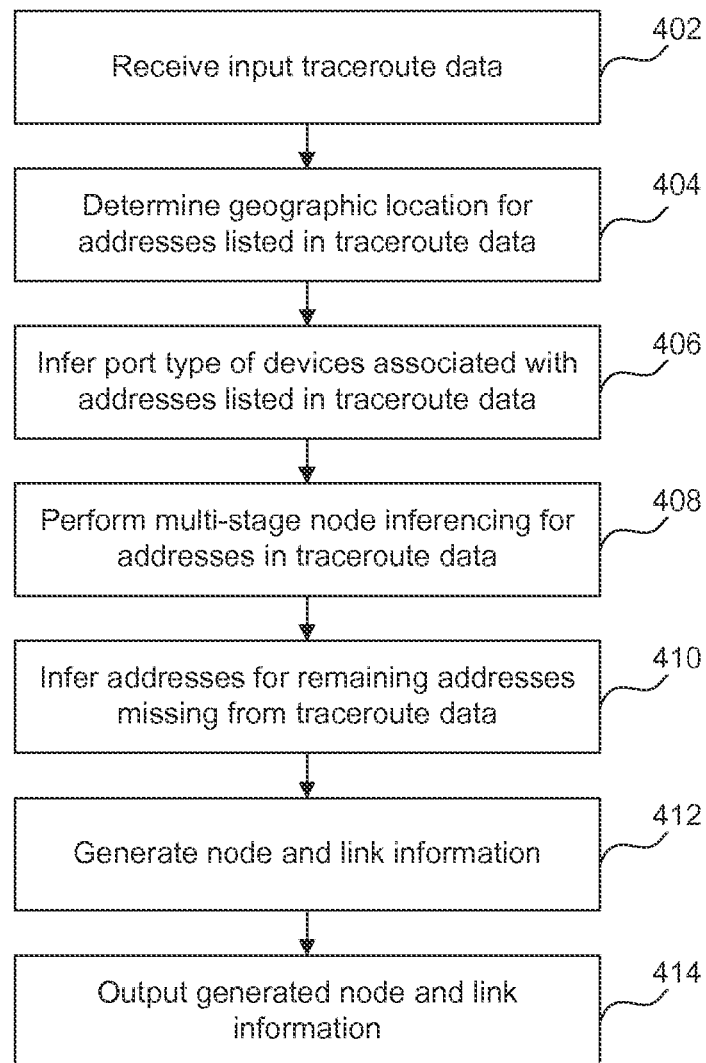 402
Receive input traceroute data
404
Determine geographic location for
addresses listed in traceroute data
406
Infer port type of devices associated with
addresses listed in traceroute data
408
Perform multi-stage node inferencing for
addresses in traceroute data
410
Infer addresses for remaining addresses
missing from traceroute data
412
Generate node and link information
414
Output generated node and link
information